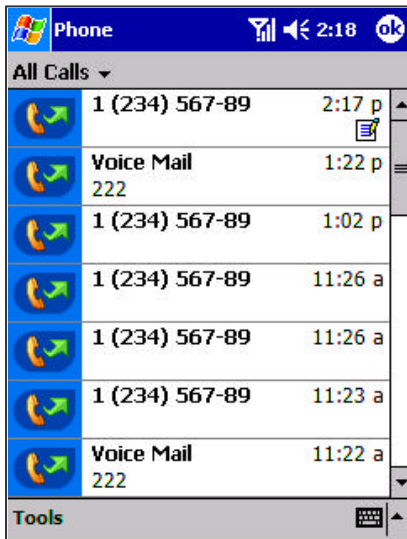 Phone 2:18 ok
All Calls
1 (234) 567-89 2:17 p
Voice Mail 1:22 p
222
1 (234) 567-89 1:02 p
1 (234) 567-89 11:26 a
1 (234) 567-89 11:26 a
1 (234) 567-89 11:23 a
Voice Mail 11:22 a
222
Tools